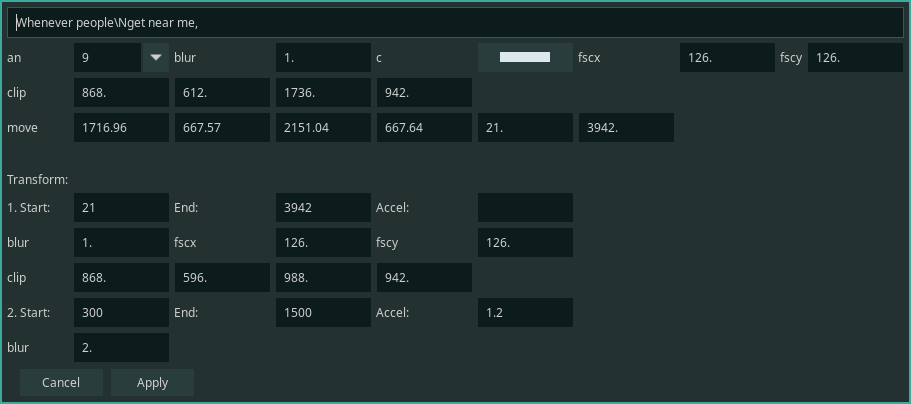 Whenever people\Nget near me,
an 9 blur 1. c fscx 126. fscy 126.
clip 868. 612. 1736. 942.
move 1716.96 667.57 2151.04 667.64 21. 3942.
Transform:
1. Start: 21 End: 3942 Accel:
blur 1. fscx 126. fscy 126.
clip 868. 596. 988. 942.
2. Start: 300 End: 1500 Accel: 1.2
blur 2.
Cancel Apply